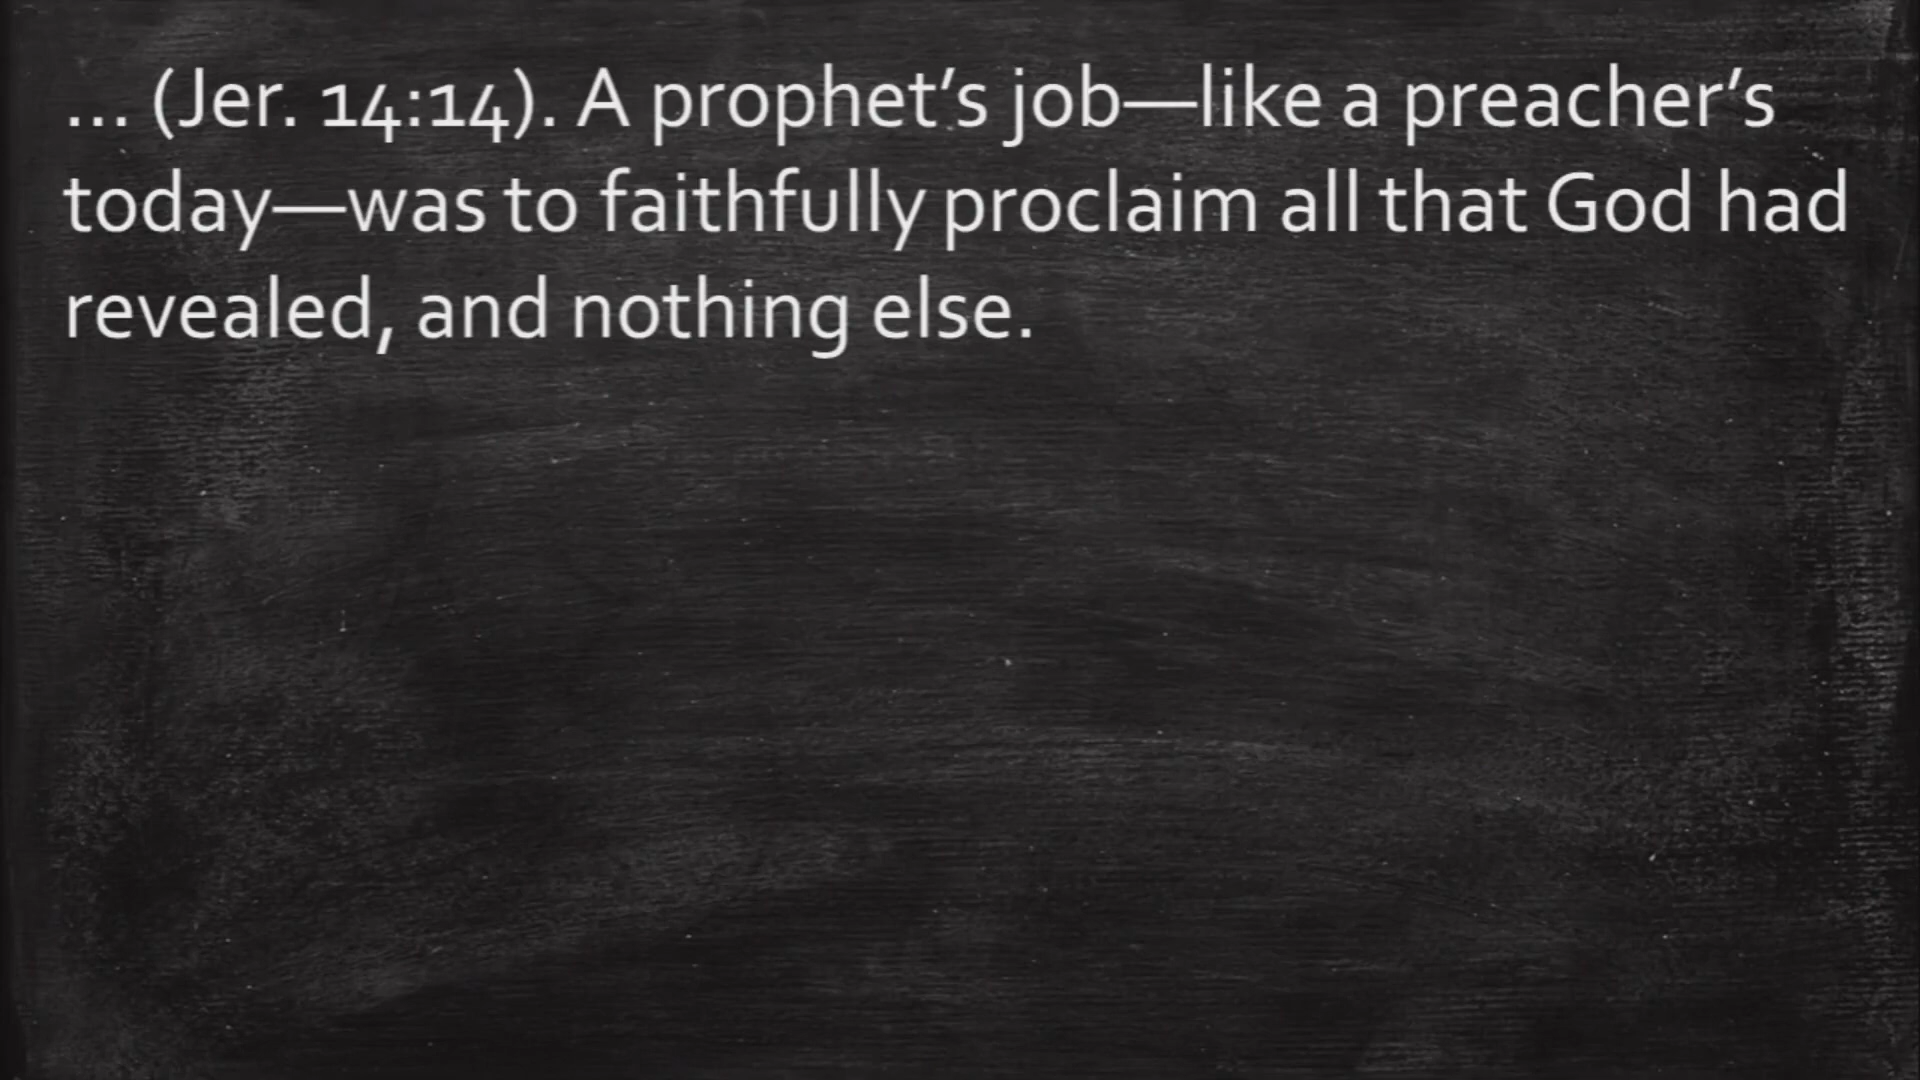 … (Jer. 14:14). A prophet’s job—like a preacher’s
today—was to faithfully proclaim all that God had
revealed, and nothing else.